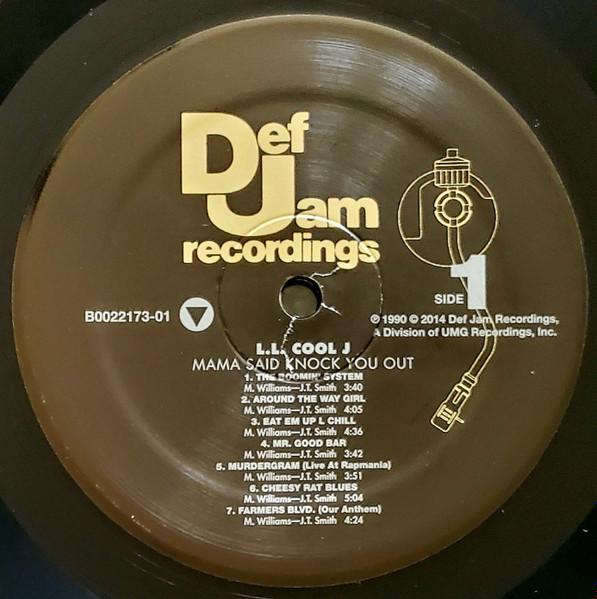 Def
Jam
recordings
SIDE 1
B0022173-01
℗ 1990 © 2014 Def Jam Recordings,
A Division of UMG Recordings, Inc.
L.L. COOL J
MAMA SAID KNOCK YOU OUT
1. THE BOOMIN' SYSTEM
M. Williams—J.T. Smith 3:40
2. AROUND THE WAY GIRL
M. Williams—J.T. Smith 4:05
3. EAT EM UP L CHILL
M. Williams—J.T. Smith 4:36
4. MR. GOOD BAR
M. Williams—J.T. Smith 3:42
5. MURDERGRAM (Live At Rapmania)
M. Williams—J.T. Smith 3:51
6. CHEESY RAT BLUES
M. Williams—J.T. Smith 5:04
7. FARMERS BLVD. (Our Anthem)
M. Williams—J.T. Smith 4:24